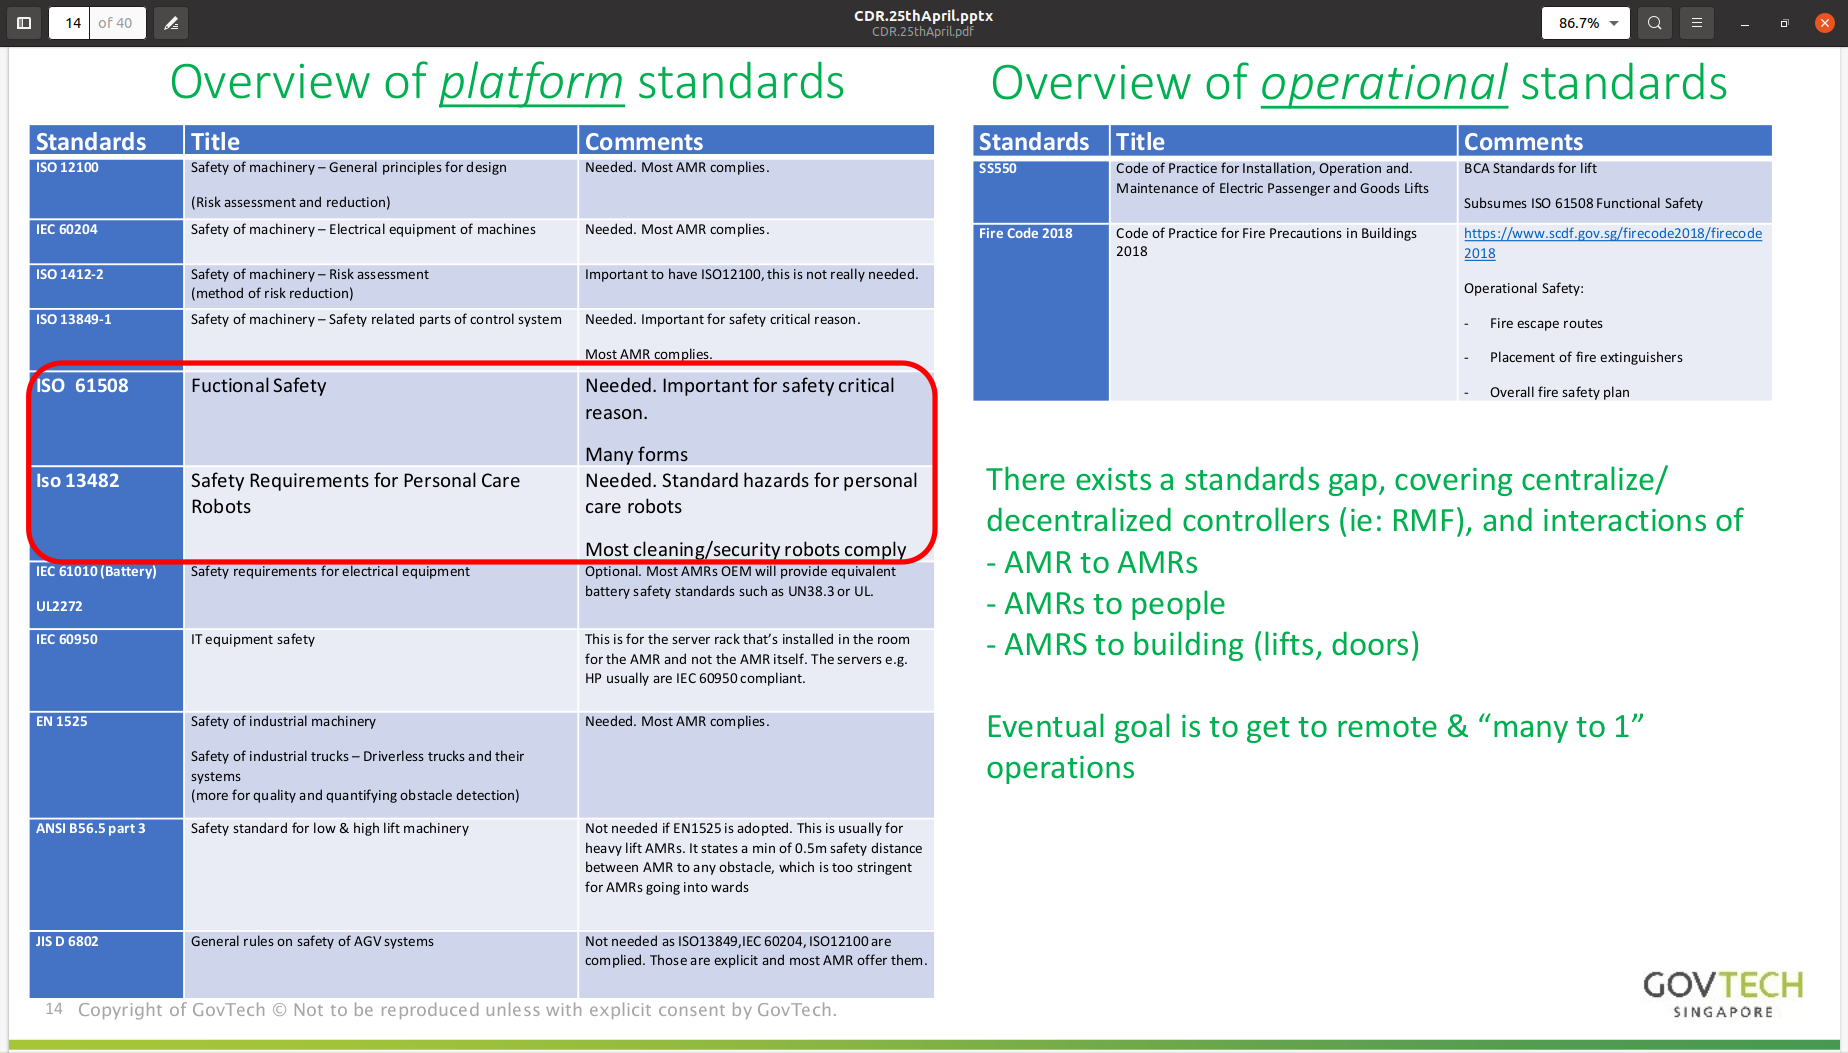 14 of 40
CDR.25thApril.pptx
CDR.25thApril.pdf
86.7%
Overview of platform standards
Standards Title Comments
ISO 12100 Safety of machinery – General principles for design Needed. Most AMR complies.
(Risk assessment and reduction)
IEC 60204 Safety of machinery – Electrical equipment of machines Needed. Most AMR complies.
ISO 1412-2 Safety of machinery – Risk assessment Important to have ISO12100, this is not really needed.
(method of risk reduction)
ISO 13849-1 Safety of machinery – Safety related parts of control system Needed. Important for safety critical reason.
Most AMR complies.
ISO 61508 Fuctional Safety Needed. Important for safety critical
reason.
Many forms
Iso 13482 Safety Requirements for Personal Care Needed. Standard hazards for personal
Robots care robots
Most cleaning/security robots comply
IEC 61010 (Battery) Safety requirements for electrical equipment Optional. Most AMRs OEM will provide equivalent
battery safety standards such as UN38.3 or UL.
UL2272
IEC 60950 IT equipment safety This is for the server rack that's installed in the room
for the AMR and not the AMR itself. The servers e.g.
HP usually are IEC 60950 compliant.
EN 1525 Safety of industrial machinery Needed. Most AMR complies.
Safety of industrial trucks – Driverless trucks and their
systems
(more for quality and quantifying obstacle detection)
ANSI B56.5 part 3 Safety standard for low & high lift machinery Not needed if EN1525 is adopted. This is usually for
heavy lift AMRs. It states a min of 0.5m safety distance
between AMR to any obstacle, which is too stringent
for AMRs going into wards
JIS D 6802 General rules on safety of AGV systems Not needed as ISO13849,IEC 60204, ISO12100 are
complied. Those are explicit and most AMR offer them.
Overview of operational standards
Standards Title Comments
SS550 Code of Practice for Installation, Operation and. BCA Standards for lift
Maintenance of Electric Passenger and Goods Lifts
Subsumes ISO 61508 Functional Safety
Fire Code 2018 Code of Practice for Fire Precautions in Buildings https://www.scdf.gov.sg/firecode2018/firecode
2018 2018
Operational Safety:
- Fire escape routes
- Placement of fire extinguishers
- Overall fire safety plan
There exists a standards gap, covering centralize/
decentralized controllers (ie: RMF), and interactions of
- AMR to AMRs
- AMRs to people
- AMRS to building (lifts, doors)
Eventual goal is to get to remote & “many to 1”
operations
14 Copyright of GovTech © Not to be reproduced unless with explicit consent by GovTech.
GOVTECH
SINGAPORE